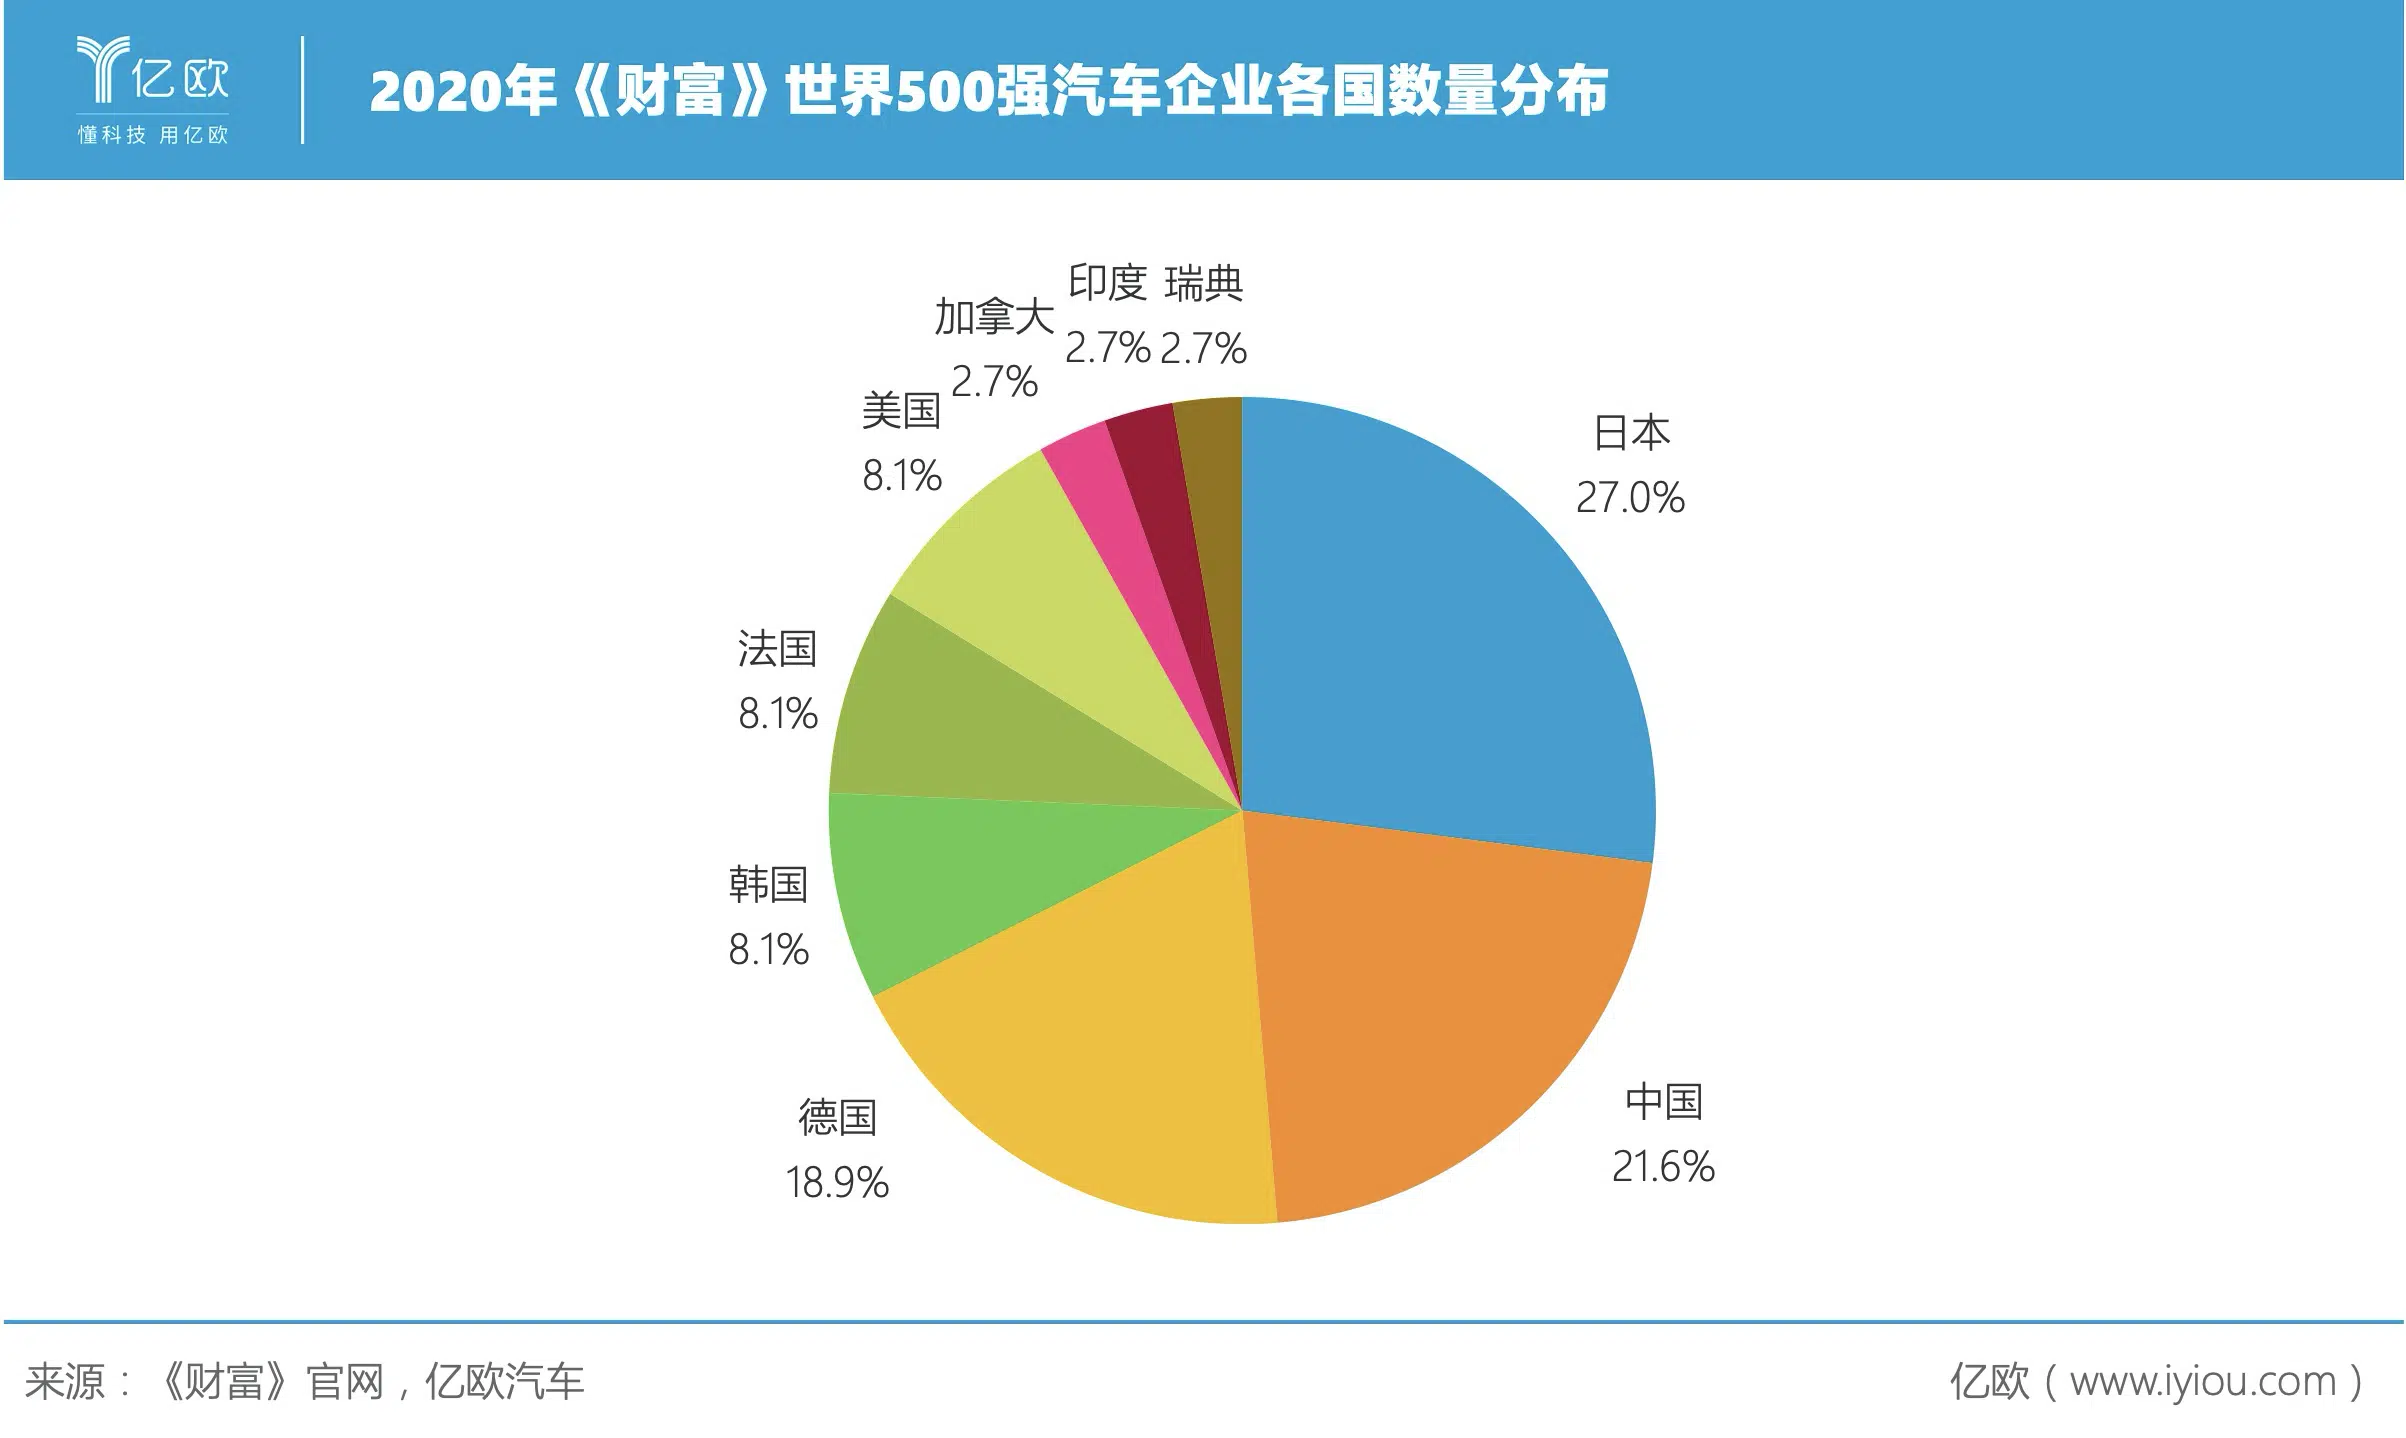 亿欧
懂科技 用亿欧
2020年《财富》世界500强汽车企业各国数量分布
印度 瑞典
2.7% 2.7%
加拿大
2.7%
美国
8.1%
日本
27.0%
法国
8.1%
韩国
8.1%
德国
18.9%
中国
21.6%
来源：《财富》官网，亿欧汽车
亿欧（www.iyiou.com）